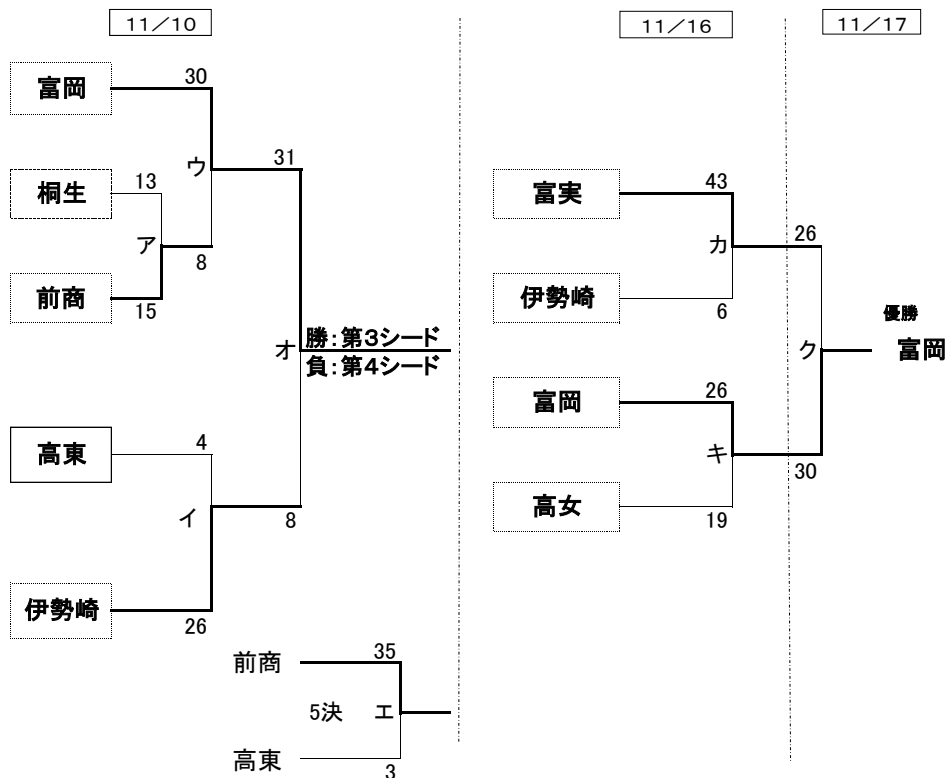 11/10
11/16
11/17
富岡
30
ウ
31
桐生
13
ア
8
前商
15
オ
勝：第3シード
負：第4シード
高東
4
イ
8
伊勢崎
26
前商
35
5決
エ
高東
3
富実
43
カ
26
伊勢崎
6
ク
優勝
富岡
富岡
26
キ
30
高女
19